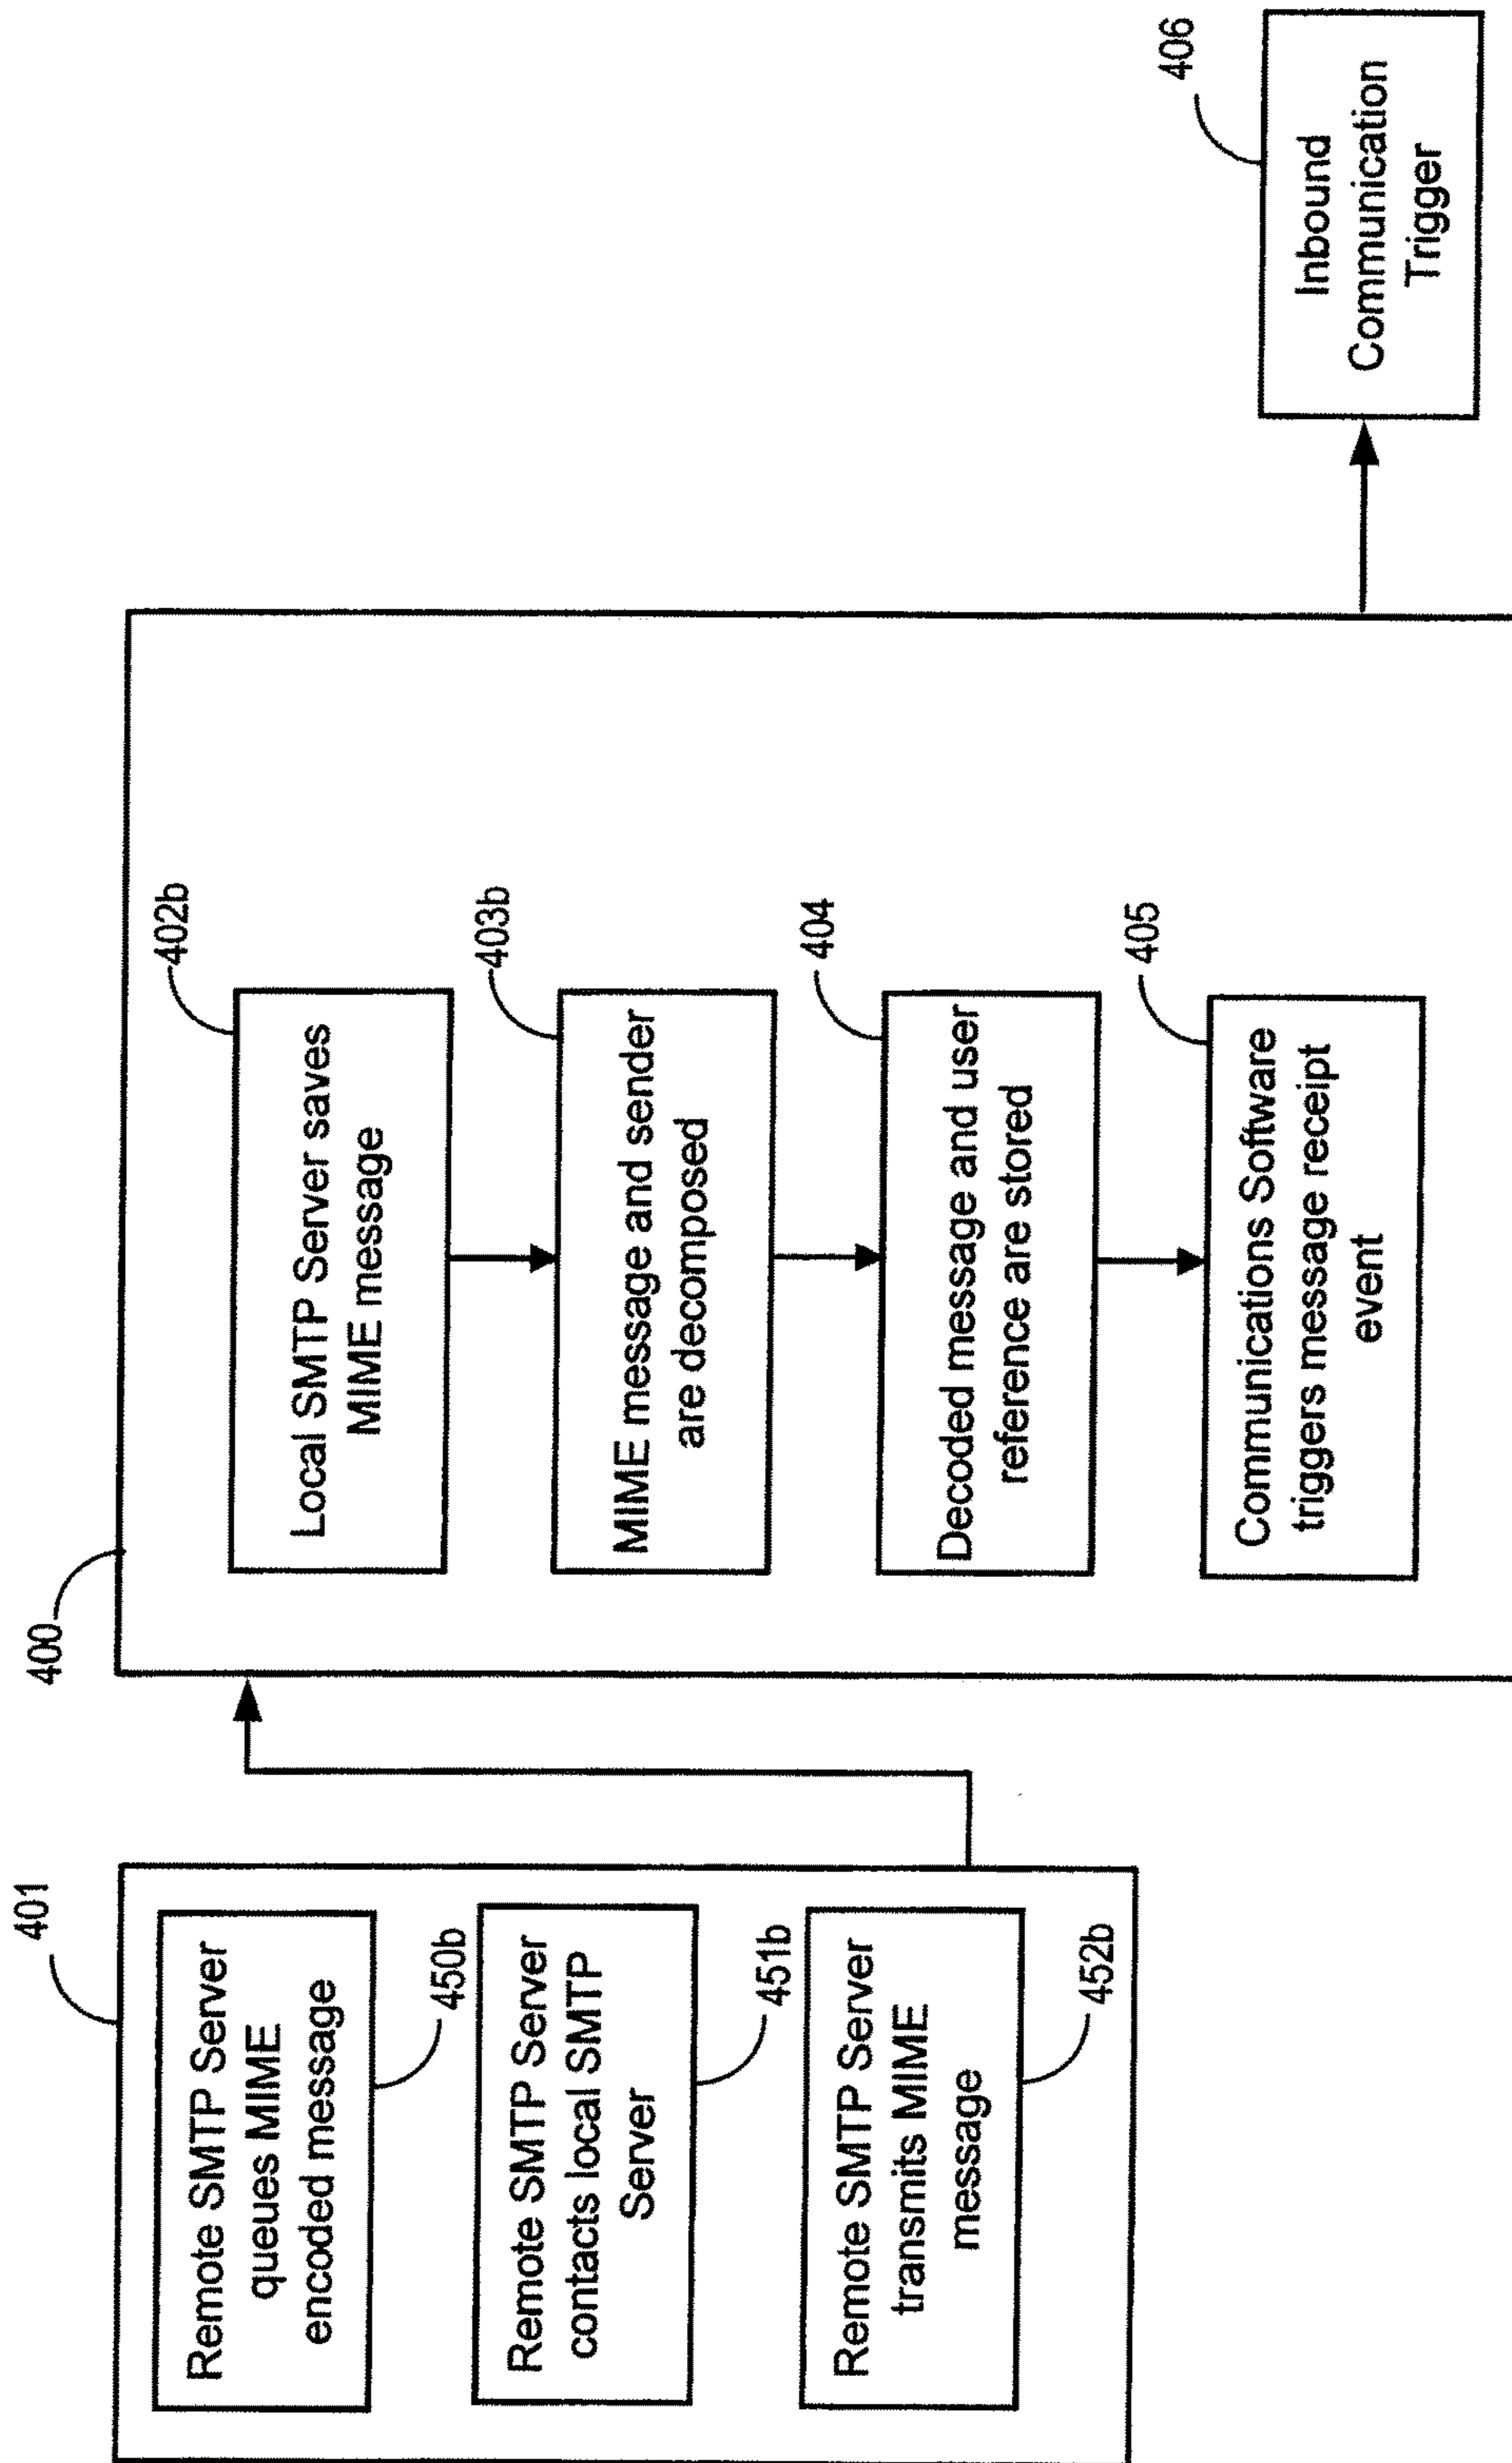 401
Remote SMTP Server
queues MIME
encoded message
450b
Remote SMTP Server
contacts local SMTP
Server
451b
Remote SMTP Server
transmits MIME
message
452b
400
Local SMTP Server saves
MIME message
402b
MIME message and sender
are decomposed
403b
Decoded message and user
reference are stored
404
Communications Software
triggers message receipt
event
405
Inbound
Communication
Trigger
406